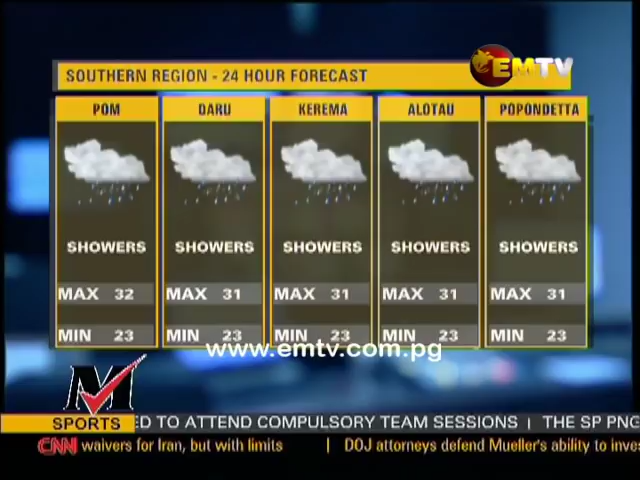 EMTV
SOUTHERN REGION - 24 HOUR FORECAST
POM DARU KEREMA ALOTAU POPONDETTA
SHOWERS SHOWERS SHOWERS SHOWERS SHOWERS
MAX 32 MAX 31 MAX 31 MAX 31 MAX 31
MIN 23 MIN 23 MIN 23 MIN 23 MIN 23
www.emtv.com.pg
M
SPORTS ED TO ATTEND COMPULSORY TEAM SESSIONS | THE SP PNG
CNN waivers for Iran, but with limits | DOJ attorneys defend Mueller's ability to inves